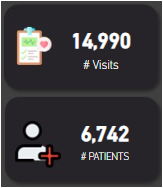 14,990
# Visits
6,742
# PATIENTS